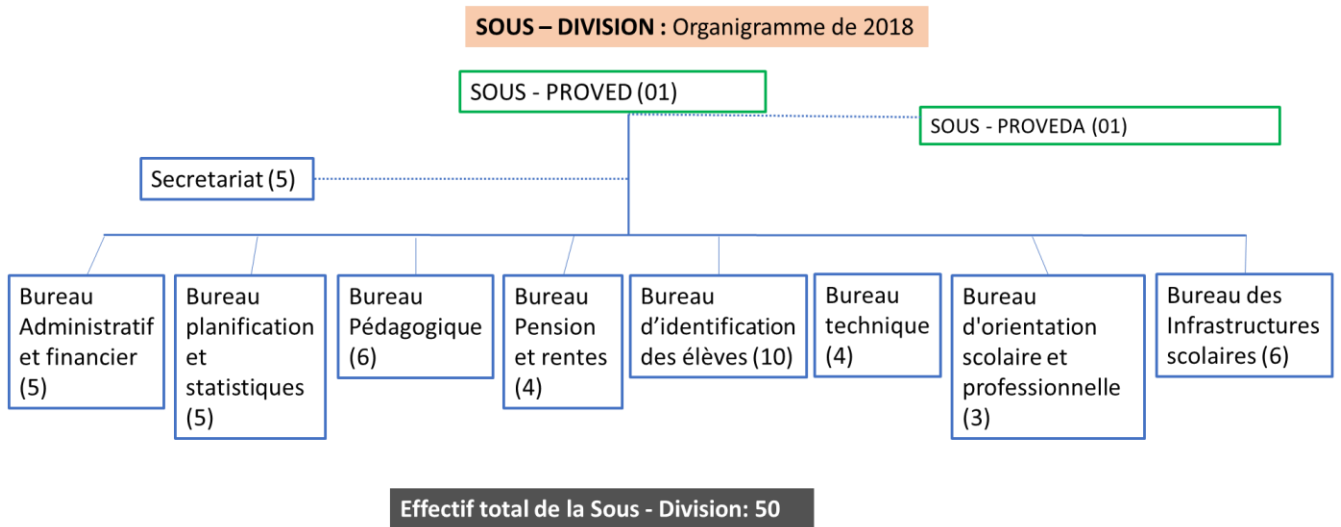 SOUS – DIVISION : Organigramme de 2018
SOUS - PROVED (01)
SOUS - PROVEDA (01)
Secretariat (5)
Bureau
Administratif
et financier
(5)
Bureau
planification
et
statistiques
(5)
Bureau
Pédagogique
(6)
Bureau
Pension
et rentes
(4)
Bureau
d’identification
des élèves (10)
Bureau
technique
(4)
Bureau
d'orientation
scolaire et
professionnelle
(3)
Bureau des
Infrastructures
scolaires (6)
Effectif total de la Sous - Division: 50